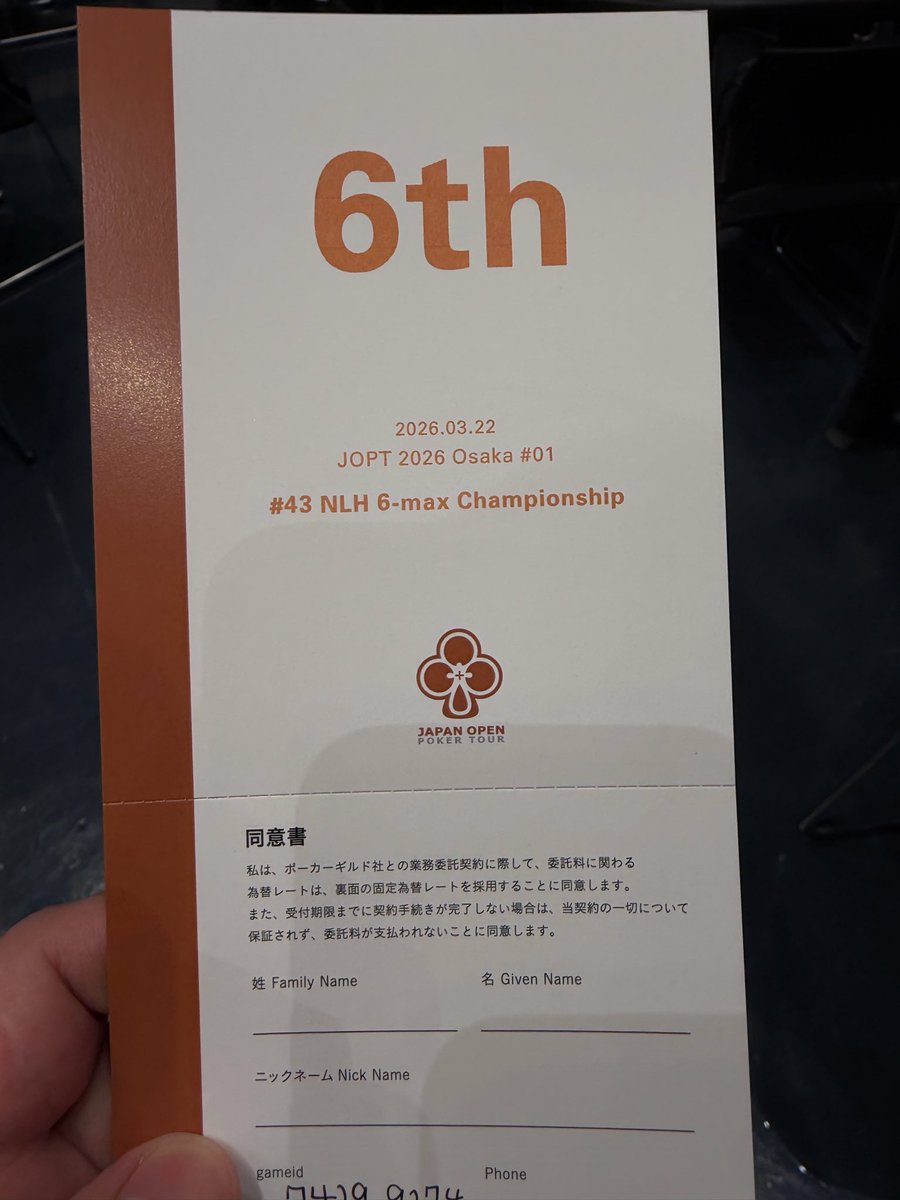 6th
2026.03.22
JOPT 2026 Osaka #01
#43 NLH 6-max Championship
JAPAN OPEN
POKER TOUR
同意書
私は、ポーカーギルド社との業務委託契約に際して、委託料に関わる
為替レートは、裏面の固定為替レートを採用することに同意します。
また、受付期限までに契約手続きが完了しない場合は、当契約の一切について
保証されず、委託料が支払われないことに同意します。
姓 Family Name
名 Given Name
ニックネーム Nick Name
gameid
Phone